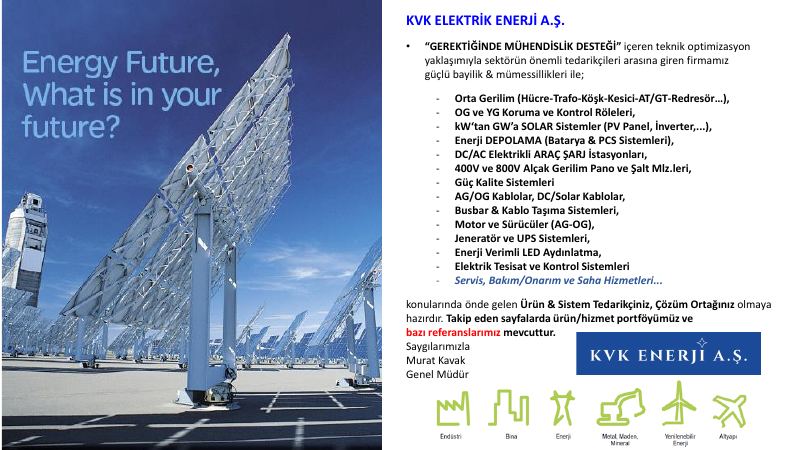 Energy Future,
What is in your
future?
KVK ELEKTRİK ENERJİ A.Ş.
• “GEREKTİĞİNDE MÜHENDİSLİK DESTEĞİ” içeren teknik optimizasyon
yaklaşımıyla sektörün önemli tedarikçileri arasına giren firmamız
güçlü bayilik & mümessillikleri ile;
- Orta Gerilim (Hücre-Trafo-Köşk-Kesici-AT/GT-Redresör…),
- OG ve YG Koruma ve Kontrol Röleleri,
- kW‘tan GW’a SOLAR Sistemler (PV Panel, İnverter,...),
- Enerji DEPOLAMA (Batarya & PCS Sistemleri),
- DC/AC Elektrikli ARAÇ ŞARJ İstasyonları,
- 400V ve 800V Alçak Gerilim Pano ve Şalt Mlz.leri,
- Güç Kalite Sistemleri
- AG/OG Kablolar, DC/Solar Kablolar,
- Busbar & Kablo Taşıma Sistemleri,
- Motor ve Sürücüler (AG-OG),
- Jeneratör ve UPS Sistemleri,
- Enerji Verimli LED Aydınlatma,
- Elektrik Tesisat ve Kontrol Sistemleri
- Servis, Bakım/Onarım ve Saha Hizmetleri...
konularında önde gelen Ürün & Sistem Tedarikçiniz, Çözüm Ortağınız olmaya
hazırdır. Takip eden sayfalarda ürün/hizmet portföyümüz ve
bazı referanslarımız mevcuttur.
Saygılarımızla
Murat Kavak
Genel Müdür
KVK ENERJİ A.Ş.
Endüstri
Bina
Enerji
Metal, Maden,
Mineral
Yenilenebilir
Enerji
Altyapı